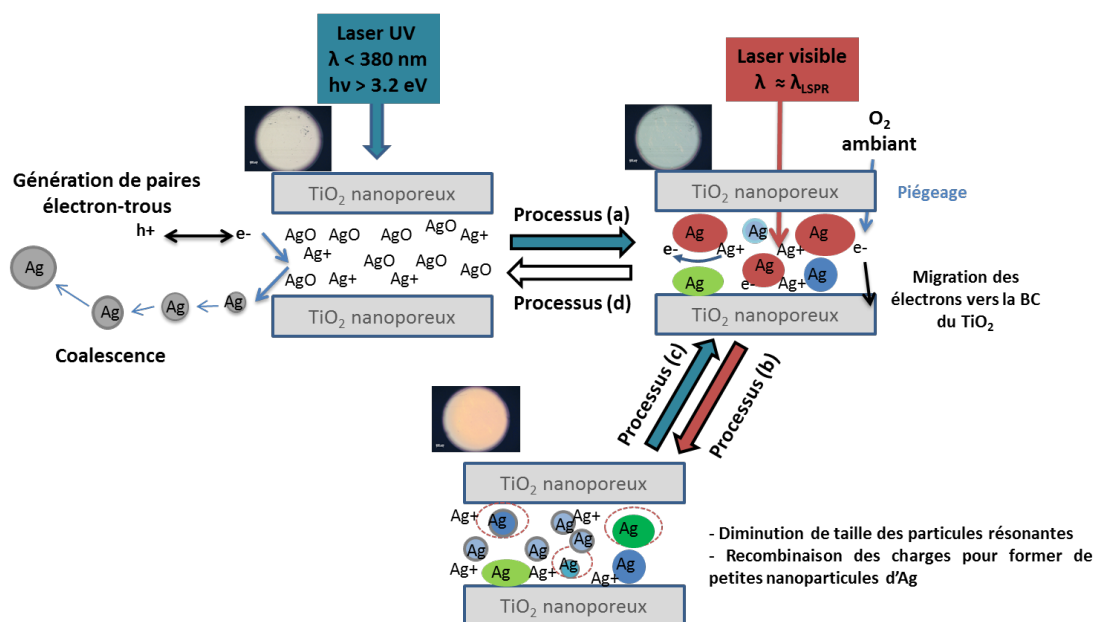 Laser UV
λ < 380 nm
hν > 3.2 eV
Laser visible
λ ≈ λLSPR
O2
ambiant
Génération de paires
électron-trous
h+
e-
TiO2 nanoporeux
AgO AgO AgO AgO Ag+
Ag+ AgO AgO AgO
AgO Ag+ Ag+
TiO2 nanoporeux
Ag
Ag
Ag
Ag
Coalescence
Processus (a)
Processus (d)
TiO2 nanoporeux
Piégeage
Ag Ag Ag
e- Ag+ Ag+ e-
Ag Ag Ag
e- Ag+
TiO2 nanoporeux
Migration des
électrons vers la BC
du TiO2
Processus (c)
Processus (b)
TiO2 nanoporeux
Ag+ Ag Ag Ag+ Ag
Ag Ag Ag
Ag+ Ag Ag+ Ag Ag+ Ag
TiO2 nanoporeux
- Diminution de taille des particules résonantes
- Recombinaison des charges pour former de
petites nanoparticules d'Ag